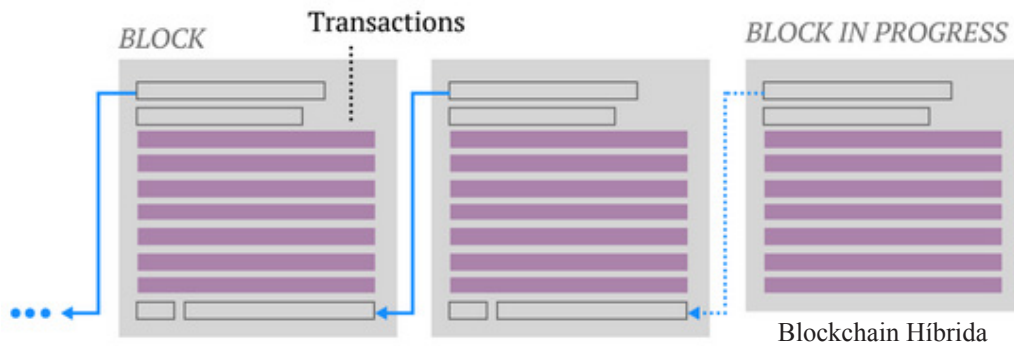 Transactions
BLOCK
BLOCK IN PROGRESS
Blockchain Híbrida